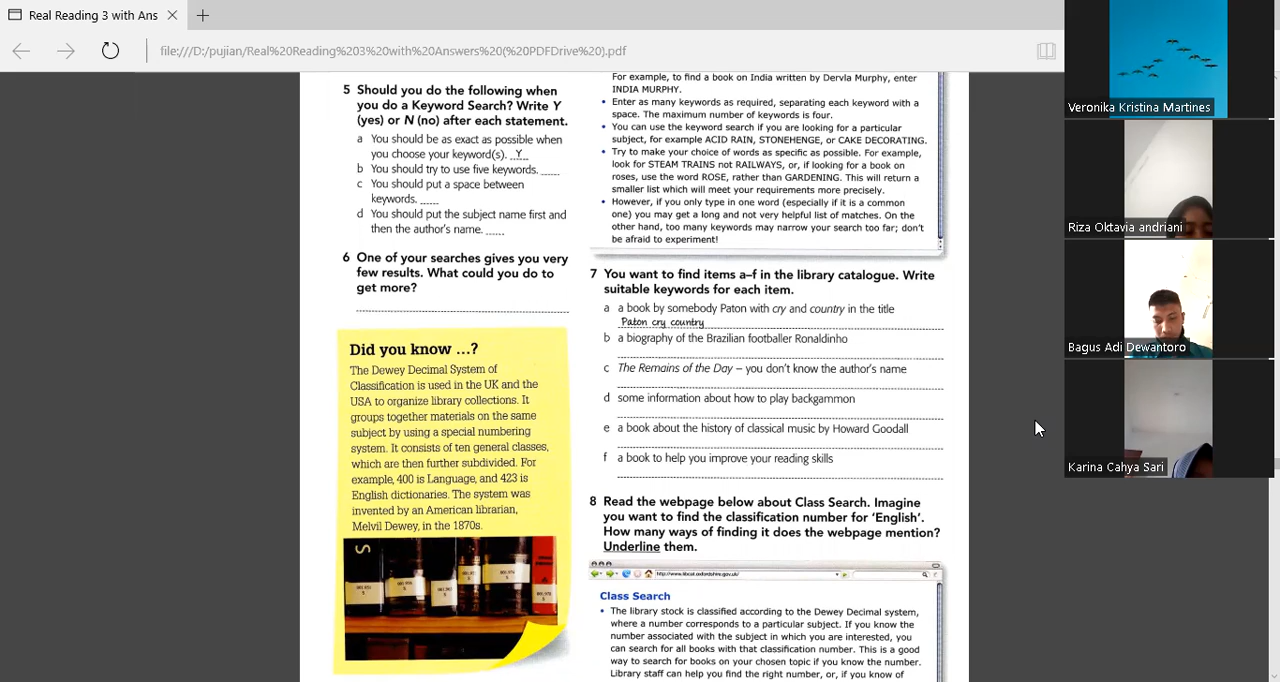 Real Reading 3 with Ans
file:///D:/pujian/Real%20Reading%203%20with%20Answers%20(%20PDFDrive%20).pdf
5 Should you do the following when
you do a Keyword Search? Write Y
(yes) or N (no) after each statement.
a You should be as exact as possible when
you choose your keyword(s). Y
b You should try to use five keywords.
c You should put a space between
keywords.
d You should put the subject name first and
then the author's name.
6 One of your searches gives you very
few results. What could you do to
get more?
Did you know ...?
The Dewey Decimal System of
Classification is used in the UK and the
USA to organize library collections. It
groups together materials on the same
subject by using a special numbering
system. It consists of ten general classes,
which are then further subdivided. For
example, 400 is Language, and 423 is
English dictionaries. The system was
invented by an American librarian,
Melvil Dewey, in the 1870s.
For example, to find a book on India written by Dervla Murphy, enter
INDIA MURPHY.
• Enter as many keywords as required, separating each keyword with a
space. The maximum number of keywords is four.
• You can use the keyword search if you are looking for a particular
subject, for example ACID RAIN, STONEHENGE, or CAKE DECORATING.
• Try to make your choice of words as specific as possible. For example,
look for STEAM TRAINS not RAILWAYS, or, if looking for a book on
roses, use the word ROSE, rather than GARDENING. This will return a
smaller list which will meet your requirements more precisely.
• However, if you only type in one word (especially if it is a common
one) you may get a long and not very helpful list of matches. On the
other hand, too many keywords may narrow your search too far; don't
be afraid to experiment!
7 You want to find items a–f in the library catalogue. Write
suitable keywords for each item.
a a book by somebody Paton with cry and country in the title
Paton cry country
b a biography of the Brazilian footballer Ronaldinho
c The Remains of the Day – you don't know the author's name
d some information about how to play backgammon
e a book about the history of classical music by Howard Goodall
f a book to help you improve your reading skills
8 Read the webpage below about Class Search. Imagine
you want to find the classification number for 'English'.
How many ways of finding it does the webpage mention?
Underline them.
http://www.libcat.oxfordshire.gov.uk/
Class Search
• The library stock is classified according to the Dewey Decimal system,
where a number corresponds to a particular subject. If you know the
number associated with the subject in which you are interested, you
can search for all books with that classification number. This is a good
way to search for books on your chosen topic if you know the number.
Library staff can help you find the right number, or, if you know of
Veronika Kristina Martines
Riza Oktavia andriani
Bagus Adi Dewantoro
Karina Cahya Sari